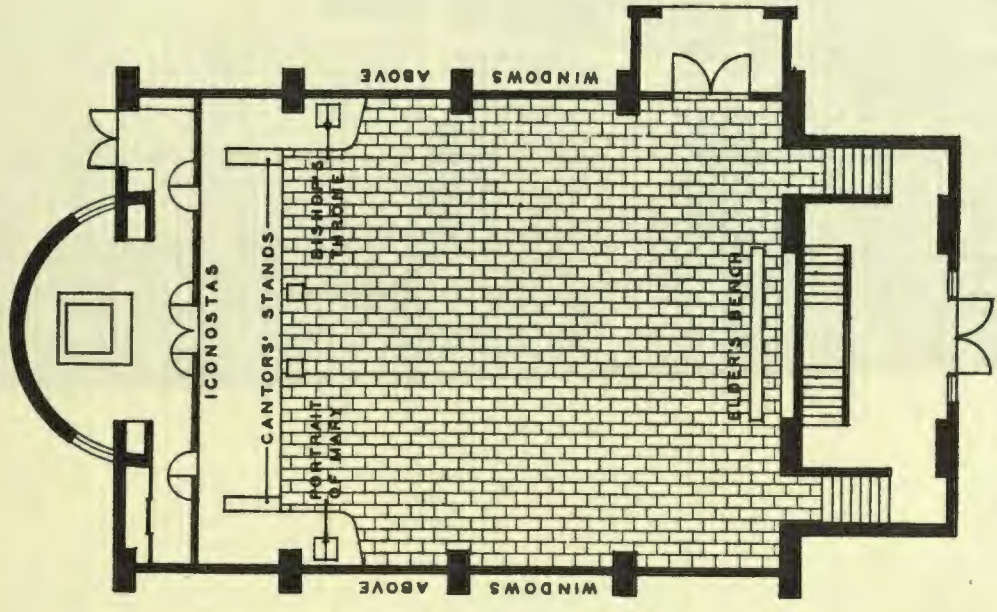 WINDOWS ABOVE
ICONOSTAS
CANTORS' STANDS
BISHOP'S
THRONE
PORTRAIT
OF MARY
ELDER'S BENCH
WINDOWS ABOVE